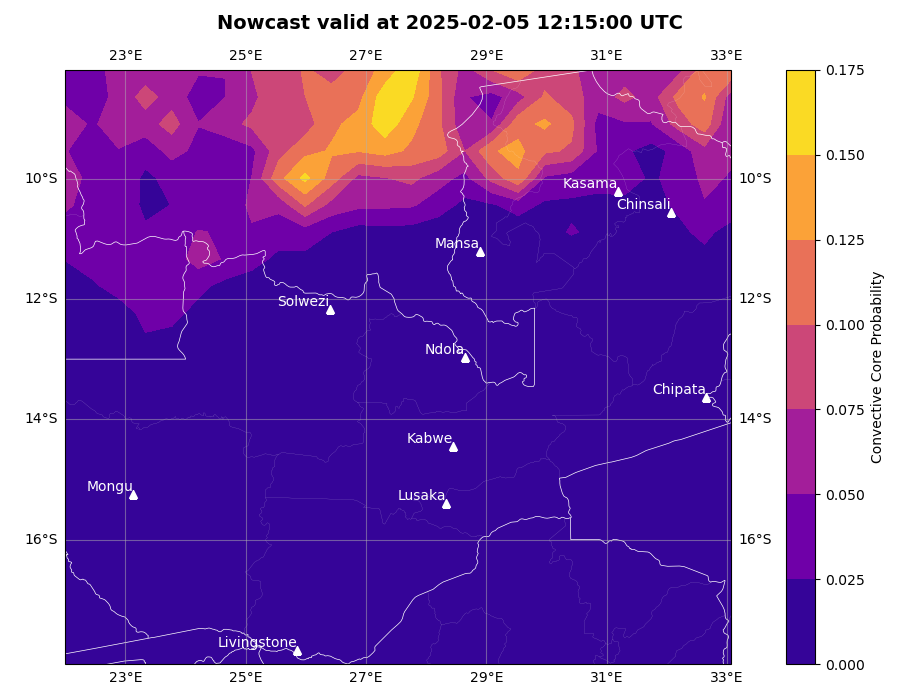 Nowcast valid at 2025-02-05 12:15:00 UTC
23°E 25°E 27°E 29°E 31°E 33°E
0.175
0.150
10°S Kasama 10°S
Chinsali
0.125
Mansa
12°S 12°S
Solwezi
0.100
Ndola
Convective Core Probability
Chipata
0.075
14°S 14°S
Kabwe
Mongu
Lusaka
0.050
16°S 16°S
0.025
Livingstone
0.000
23°E 25°E 27°E 29°E 31°E 33°E